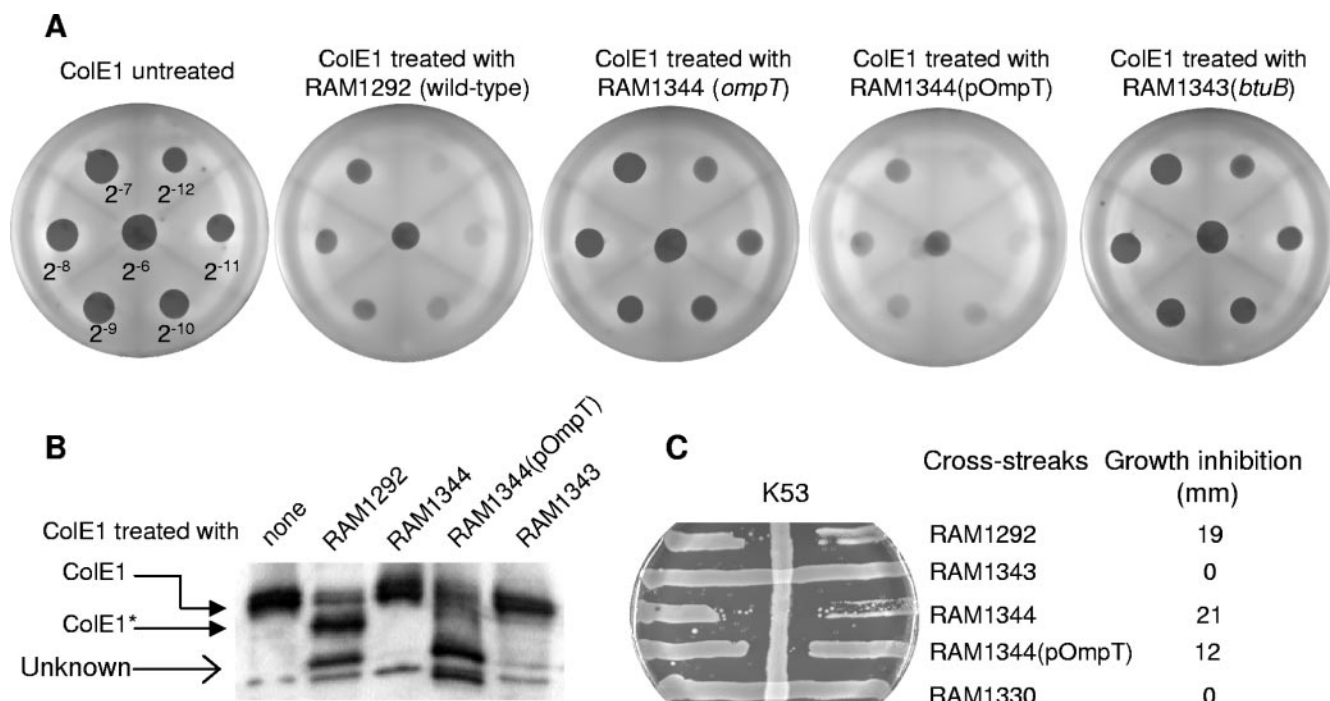 A
ColE1 untreated
ColE1 treated with
RAM1292 (wild-type)
ColE1 treated with
RAM1344 (ompT)
ColE1 treated with
RAM1344(pOmpT)
ColE1 treated with
RAM1343(btuB)
2-7
2-12
2-8
2-6
2-11
2-9
2-10
B
ColE1 treated with
none
RAM1292
RAM1344
RAM1344(pOmpT)
RAM1343
ColE1
ColE1*
Unknown
C
K53
Cross-streaks Growth inhibition
(mm)
RAM1292 19
RAM1343 0
RAM1344 21
RAM1344(pOmpT) 12
RAM1330 0